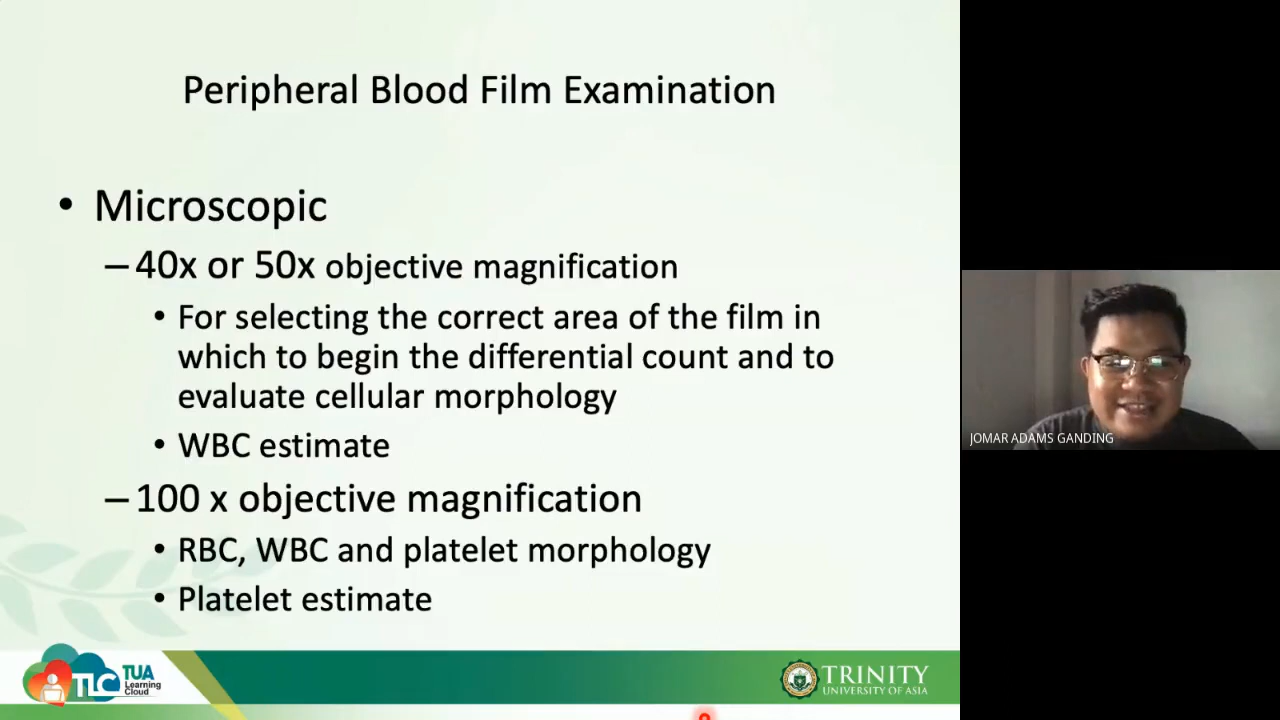 Peripheral Blood Film Examination
• Microscopic
– 40x or 50x objective magnification
• For selecting the correct area of the film in
which to begin the differential count and to
evaluate cellular morphology
• WBC estimate
– 100 x objective magnification
• RBC, WBC and platelet morphology
• Platelet estimate
JOMAR ADAMS GANDING
TLC TUA
Learning
Cloud
TRINITY
UNIVERSITY OF ASIA